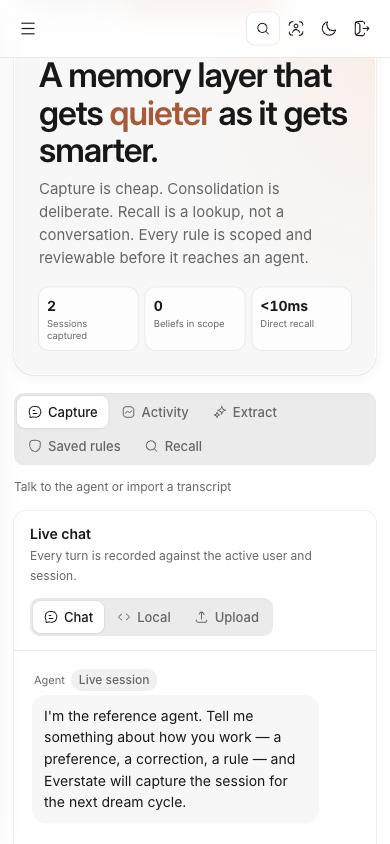 A memory layer that
gets quieter as it gets
smarter.
Capture is cheap. Consolidation is
deliberate. Recall is a lookup, not a
conversation. Every rule is scoped and
reviewable before it reaches an agent.
2
Sessions
captured
0
Beliefs in scope
<10ms
Direct recall
Capture
Activity
Extract
Saved rules
Recall
Talk to the agent or import a transcript
Live chat
Every turn is recorded against the active user and
session.
Chat
Local
Upload
Agent
Live session
I'm the reference agent. Tell me
something about how you work — a
preference, a correction, a rule — and
Everstate will capture the session for
the next dream cycle.